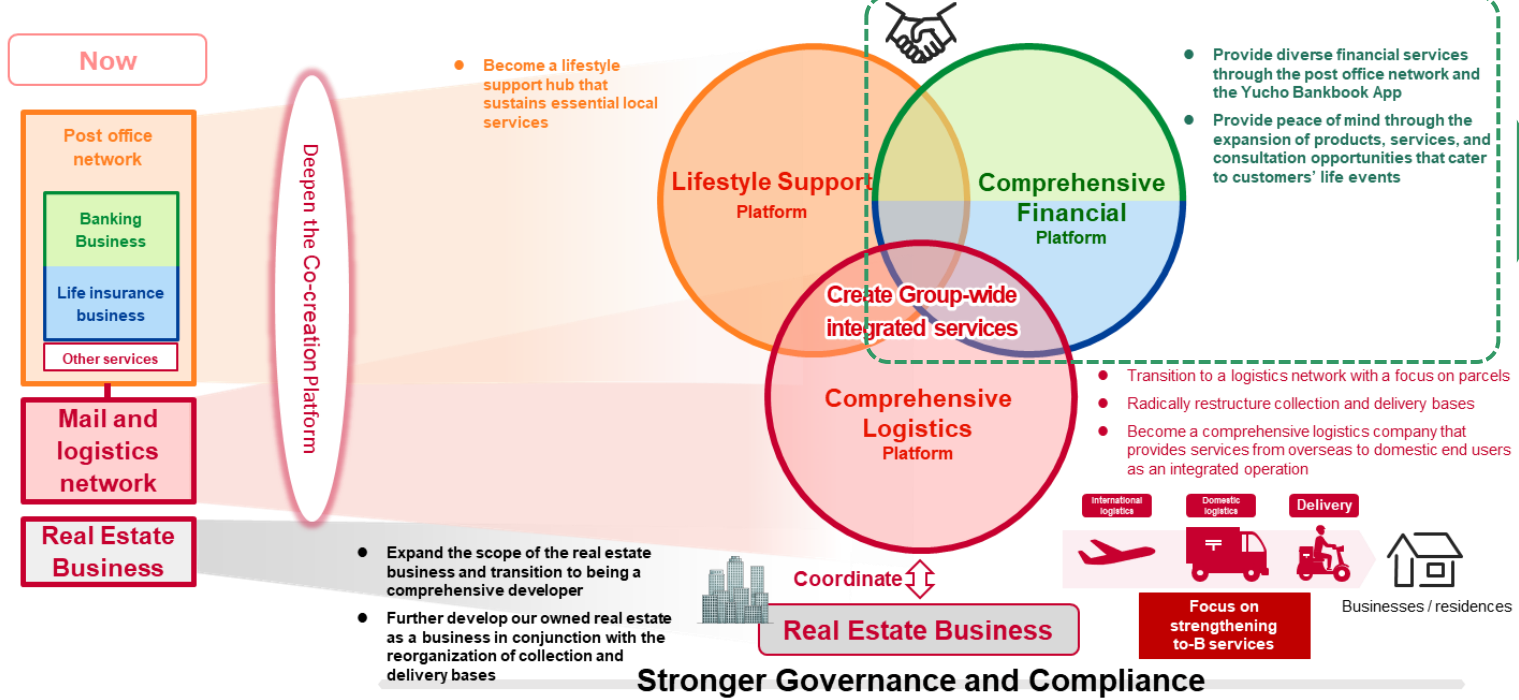 Now
Post office
network
Banking
Business
Life insurance
business
Other services
Mail and
logistics
network
Real Estate
Business
Deepen the Co-creation Platform
● Become a lifestyle
support hub that
sustains essential local
services
Lifestyle Support
Platform
Comprehensive
Financial
Platform
Create Group-wide
integrated services
Comprehensive
Logistics
Platform
● Provide diverse financial services
through the post office network and
the Yucho Bankbook App
● Provide peace of mind through the
expansion of products, services, and
consultation opportunities that cater
to customers' life events
● Transition to a logistics network with a focus on parcels
● Radically restructure collection and delivery bases
● Become a comprehensive logistics company that
provides services from overseas to domestic end users
as an integrated operation
International
logistics
Domestic
logistics
Delivery
〒
Businesses / residences
Focus on
strengthening
to-B services
● Expand the scope of the real estate
business and transition to being a
comprehensive developer
● Further develop our owned real estate
as a business in conjunction with the
reorganization of collection and
delivery bases
Coordinate
Real Estate Business
Stronger Governance and Compliance